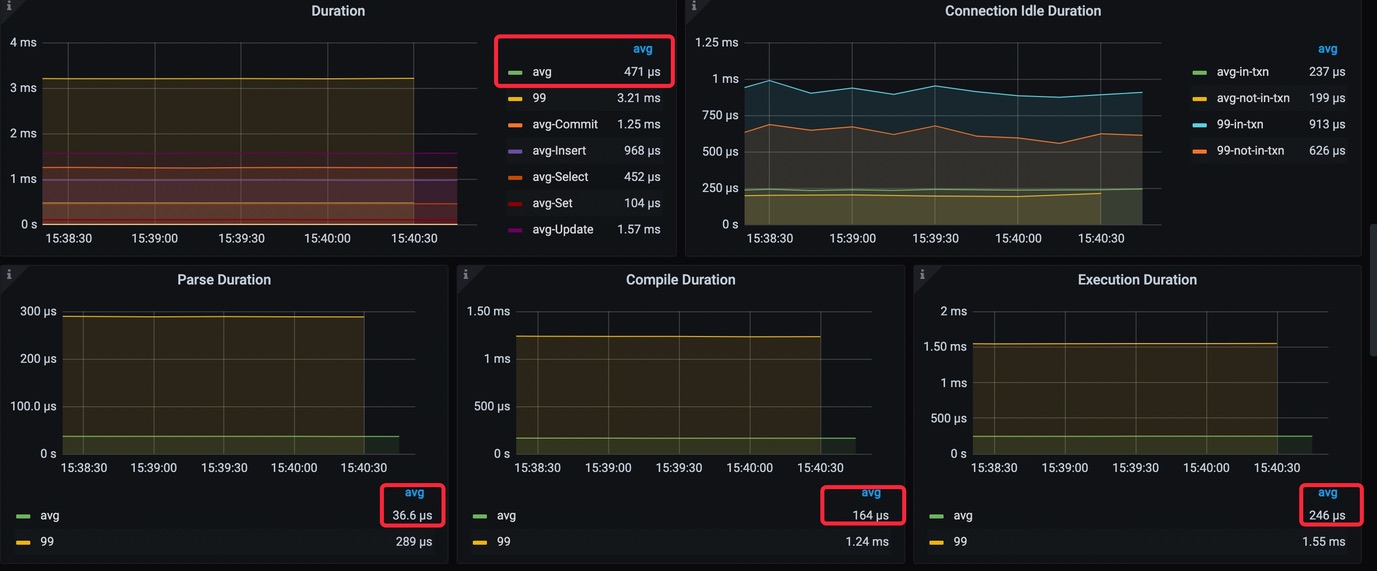 Duration
4 ms
3 ms
2 ms
1 ms
0 s
15:38:30 15:39:00 15:39:30 15:40:00 15:40:30
avg
avg 471 µs
99 3.21 ms
avg-Commit 1.25 ms
avg-Insert 968 µs
avg-Select 452 µs
avg-Set 104 µs
avg-Update 1.57 ms
Connection Idle Duration
1.25 ms
1 ms
750 µs
500 µs
250 µs
0 s
15:38:30 15:39:00 15:39:30 15:40:00 15:40:30
avg
avg-in-txn 237 µs
avg-not-in-txn 199 µs
99-in-txn 913 µs
99-not-in-txn 626 µs
Parse Duration
300 µs
200 µs
100.0 µs
0 s
15:38:30 15:39:00 15:39:30 15:40:00 15:40:30
avg
avg 36.6 µs
99 289 µs
Compile Duration
1.50 ms
1 ms
500 µs
0 s
15:38:30 15:39:00 15:39:30 15:40:00 15:40:30
avg
avg 164 µs
99 1.24 ms
Execution Duration
2 ms
1.50 ms
1 ms
500 µs
0 s
15:38:30 15:39:00 15:39:30 15:40:00 15:40:30
avg
avg 246 µs
99 1.55 ms